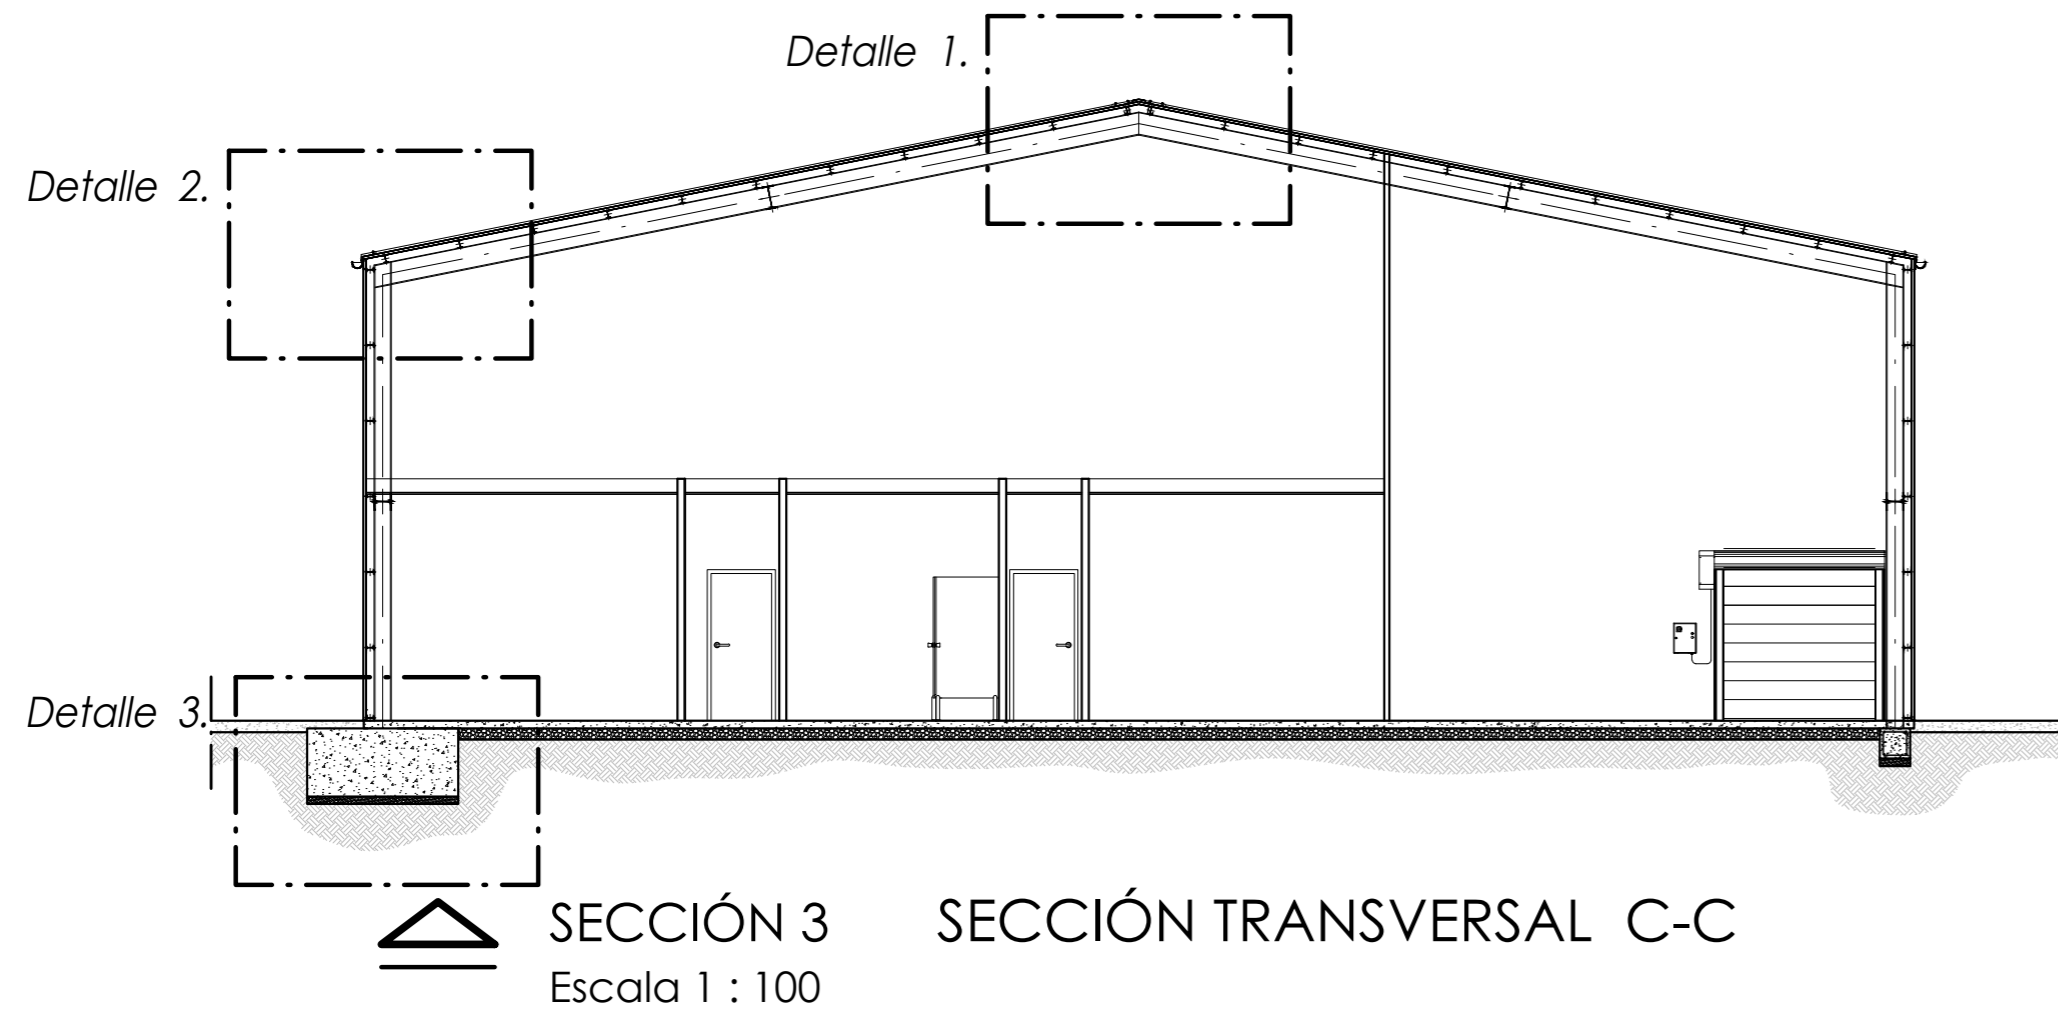 Detalle 1.
Detalle 2.
Detalle 3.
SECCIÓN 3 SECCIÓN TRANSVERSAL C-C
Escala 1 : 100